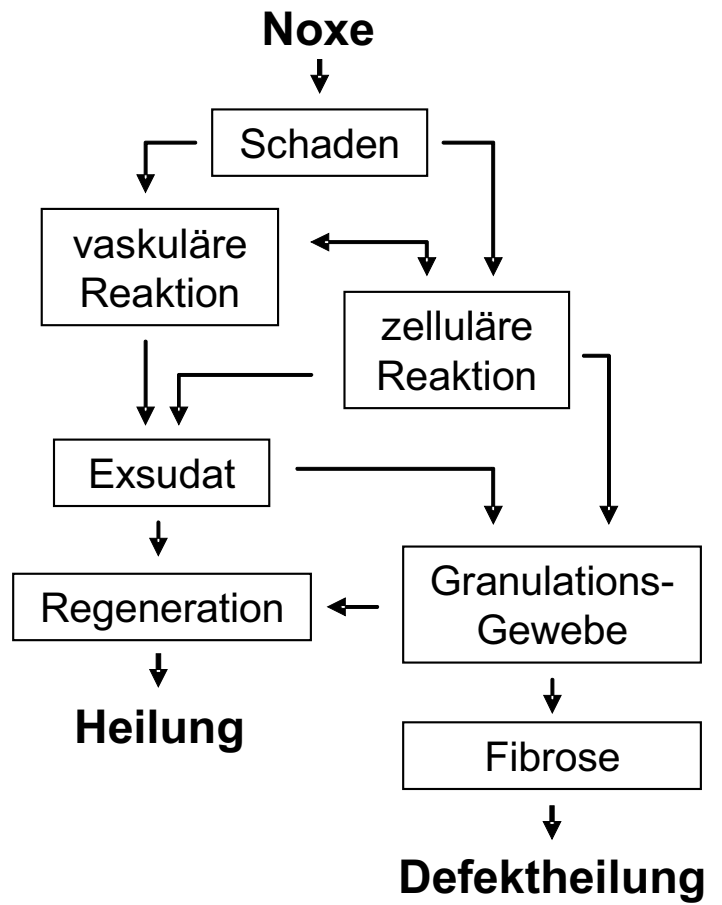 Noxe
Schaden
vaskuläre
Reaktion
zelluläre
Reaktion
Exsudat
Regeneration
Granulations-
Gewebe
Heilung
Fibrose
Defektheilung